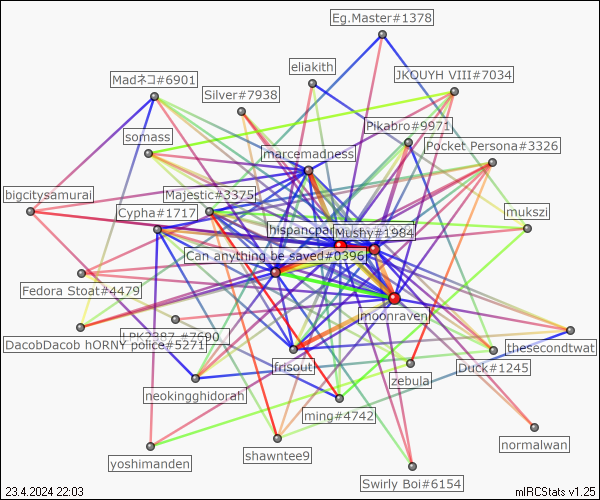 Eg.Master#1378
eliakith
JKOUYH VIII#7034
Madネコ#6901
Silver#7938
Pikabro#9971
somass
Pocket Persona#3326
marcemadness
bigcitysamurai
Majestic#3375
Cypha#1717
mukszi
Mushy#1984
Can anything be saved#0396
Fedora Stoat#4479
moonraven
DacobDacob hORNY police#5271
thesecondtwat
frisout
Duck#1245
zebula
neokingghidorah
ming#4742
normalwan
shawntee9
yoshimanden
Swirly Boi#6154
23.4.2024 22:03
mIRCStats v1.25